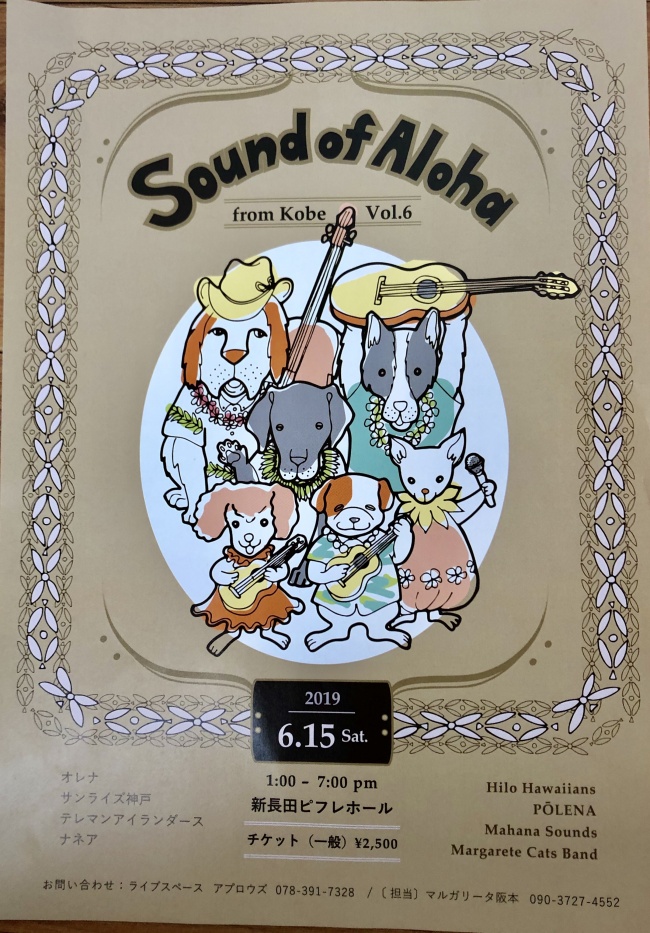 Sound of Aloha
from Kobe Vol.6
2019
6.15 Sat.
1:00 – 7:00 pm
新長田ピフレホール
チケット（一般）¥2,500
オレナ
サンライズ神戸
テレマンアイランダース
ナネア
Hilo Hawaiians
PŌLENA
Mahana Sounds
Margarete Cats Band
お問い合わせ：ライブスペース アプロウズ 078-391-7328 /〔担当〕マルガリータ阪本 090-3727-4552